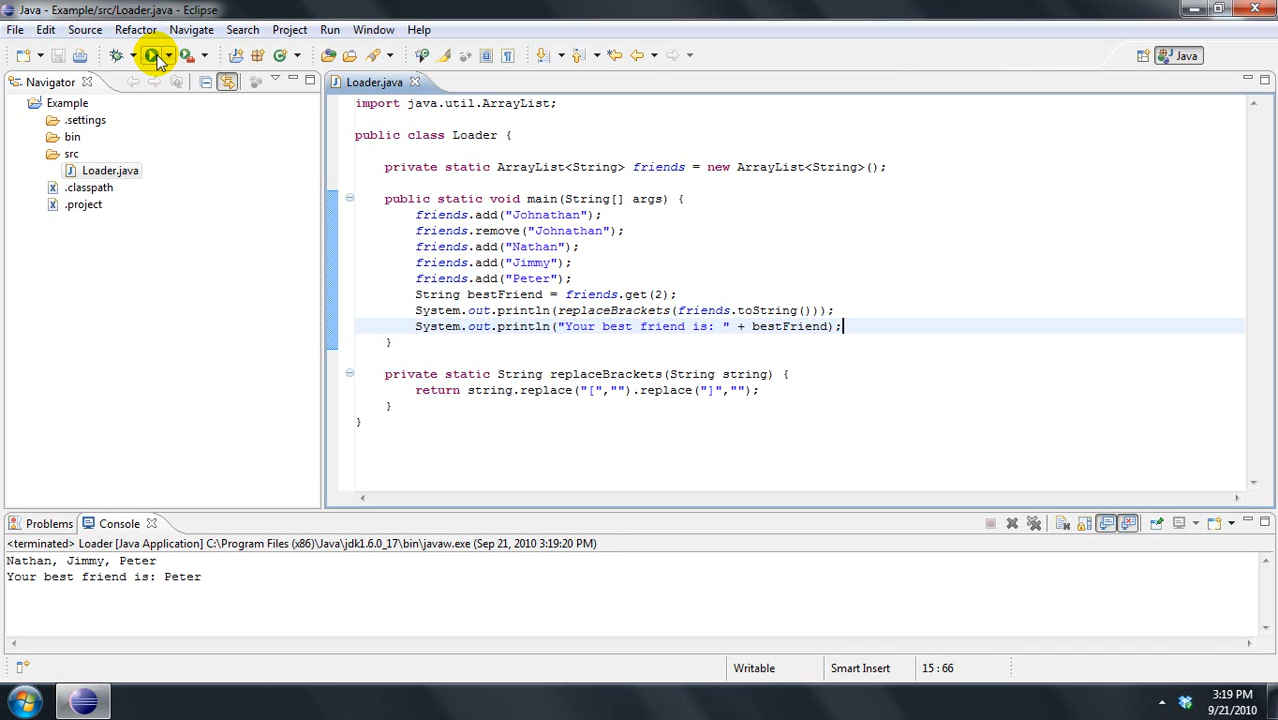 Java - Example/src/Loader.java - Eclipse
File Edit Source Refactor Navigate Search Project Run Window Help
Java
Navigator
Loader.java
Example
.settings
bin
src
Loader.java
.classpath
.project
import java.util.ArrayList;
public class Loader {
private static ArrayList<String> friends = new ArrayList<String>();
public static void main(String[] args) {
friends.add("Johnathan");
friends.remove("Johnathan");
friends.add("Nathan");
friends.add("Jimmy");
friends.add("Peter");
String bestFriend = friends.get(2);
System.out.println(replaceBrackets(friends.toString()));
System.out.println("Your best friend is: " + bestFriend);
}
private static String replaceBrackets(String string) {
return string.replace("[","").replace("]","");
}
}
Problems Console
<terminated> Loader [Java Application] C:\Program Files (x86)\Java\jdk1.6.0_17\bin\javaw.exe (Sep 21, 2010 3:19:20 PM)
Nathan, Jimmy, Peter
Your best friend is: Peter
Writable Smart Insert 15 : 66
3:19 PM
9/21/2010